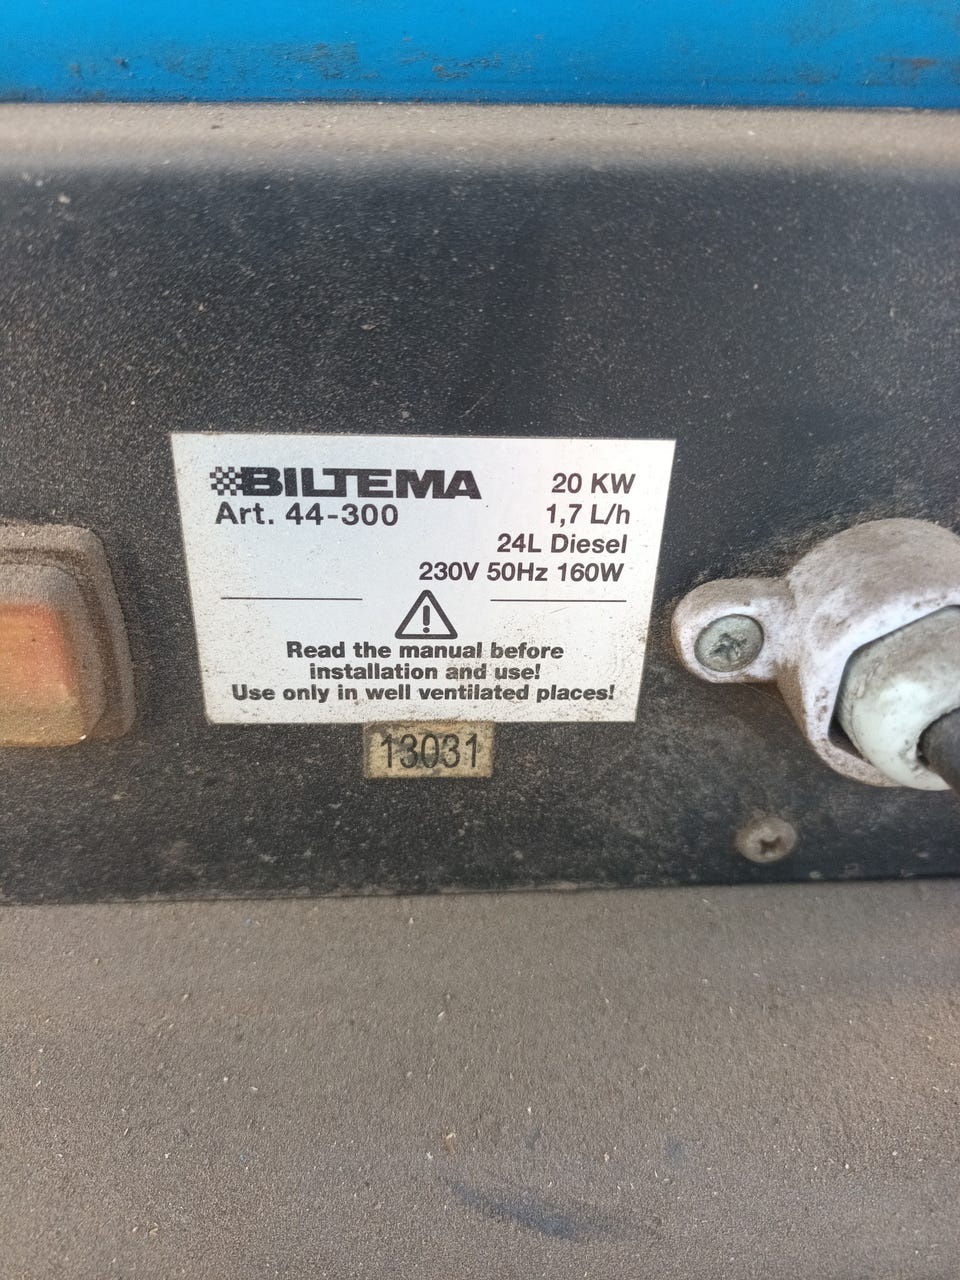 BILTEMA 20 KW
Art. 44-300 1,7 L/h
24L Diesel
230V 50Hz 160W
Read the manual before
installation and use!
Use only in well ventilated places!
13031